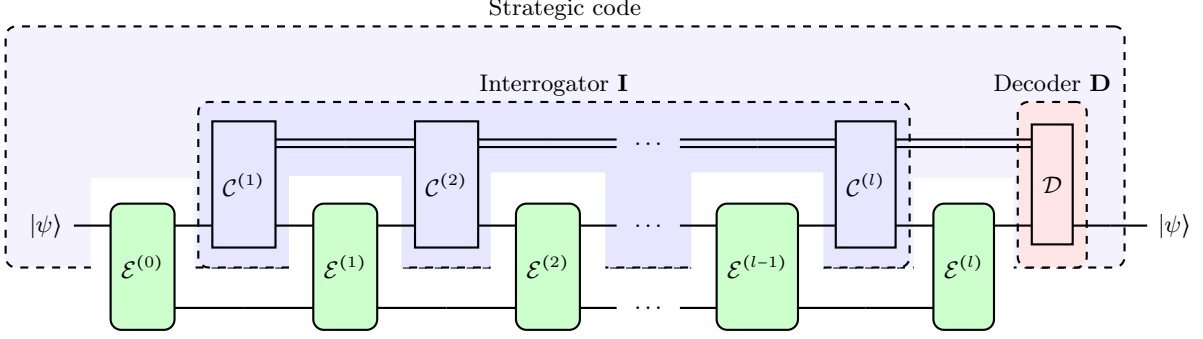 Strategic code
Interrogator I
Decoder D
𝒞⁽¹⁾ 𝒞⁽²⁾ ⋯ 𝒞⁽ˡ⁾ 𝒟
|ψ⟩ ⋯ |ψ⟩
ℰ⁽⁰⁾ ℰ⁽¹⁾ ℰ⁽²⁾ ℰ⁽ˡ⁻¹⁾ ℰ⁽ˡ⁾
⋯